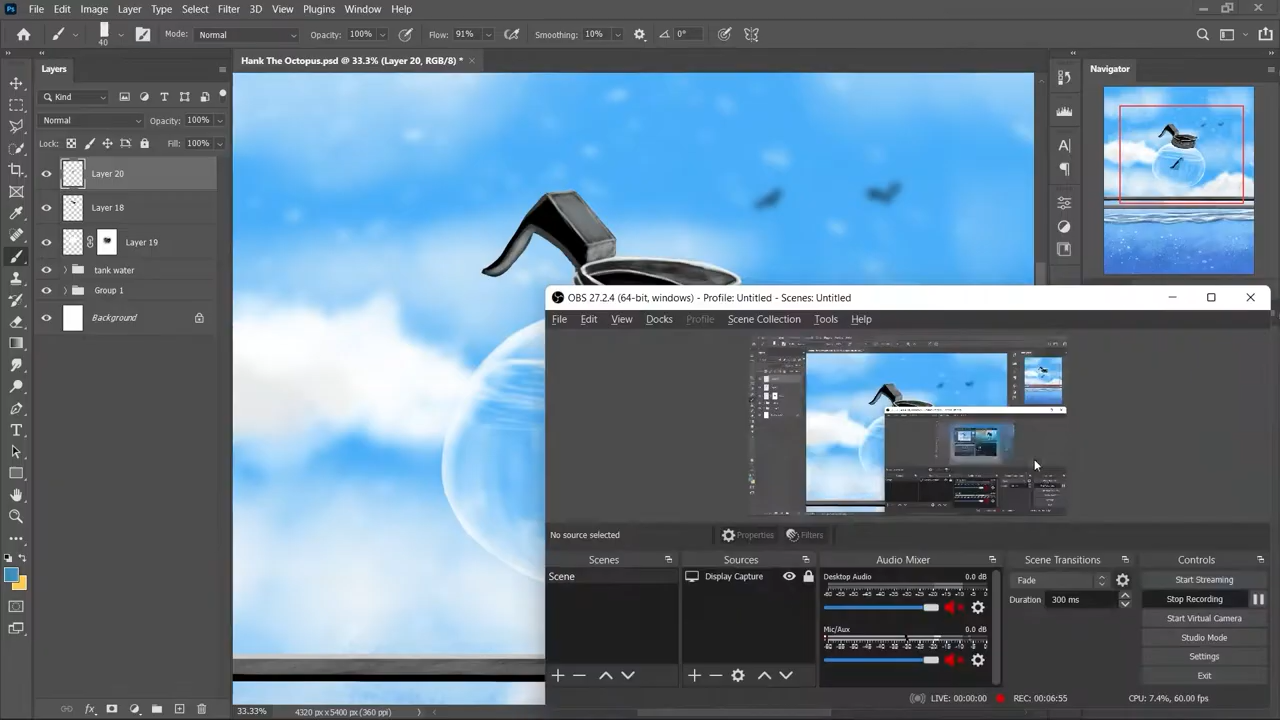 Ps File Edit Image Layer Type Select Filter 3D View Plugins Window Help
40 Mode: Normal Opacity: 100% Flow: 91% Smoothing: 10% 0°
Layers
Hank The Octopus.psd @ 33.3% (Layer 20, RGB/8) *
Navigator
Kind
Normal Opacity: 100%
Lock: Fill: 100%
Layer 20
Layer 18
Layer 19
tank water
Group 1
Background
OBS 27.2.4 (64-bit, windows) - Profile: Untitled - Scenes: Untitled
File Edit View Docks Profile Scene Collection Tools Help
No source selected Properties Filters
Scenes Sources Audio Mixer Scene Transitions Controls
Scene
Display Capture
Desktop Audio 0.0 dB
Mic/Aux 0.0 dB
Fade
Duration 300 ms
Start Streaming
Stop Recording
Start Virtual Camera
Studio Mode
Settings
Exit
LIVE: 00:00:00 REC: 00:06:55 CPU: 7.4%, 60.00 fps
33.33% 4320 px x 5400 px (360 ppi)